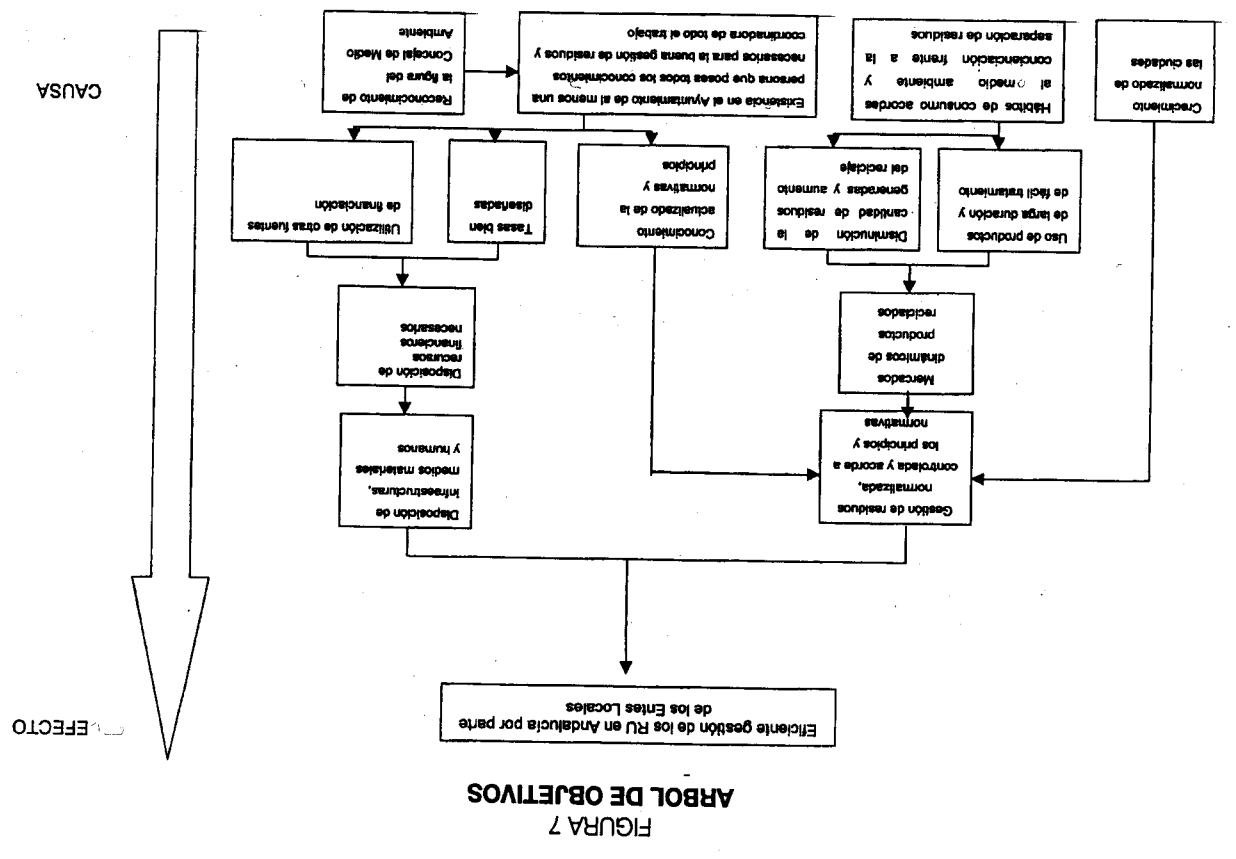 FIGURA 7
ARBOL DE OBJETIVOS
Eficiente gestión de los RU en Andalucía por parte
de los Entes Locales
EFECTO
Gestión de residuos
normalizada,
controlada y acorde a
los principios y
normativas
Disposición de
infraestructuras,
medios materiales
y humanos
Mercados
dinámicos de
productos
reciclados
Disposición de
recursos
financieros
necesarios
Uso de productos
de larga duración y
de fácil tratamiento
Disminución de la
cantidad de residuos
generadas y aumento
del reciclaje
Conocimiento
actualizado de la
normativas y
principios
Tasas bien
diseñadas
Utilización de otras fuentes
de financiación
Crecimiento
normalizado de
las ciudades
Hábitos de consumo acordes
al medio ambiente y
concienciación frente a la
separación de residuos
Existencia en el Ayuntamiento de al menos una
persona que posea todos los conocimientos
necesarios para la buena gestión de residuos y
coordinadora de todo el trabajo
Reconocimiento de
la figura del
Concejal de Medio
Ambiente
CAUSA